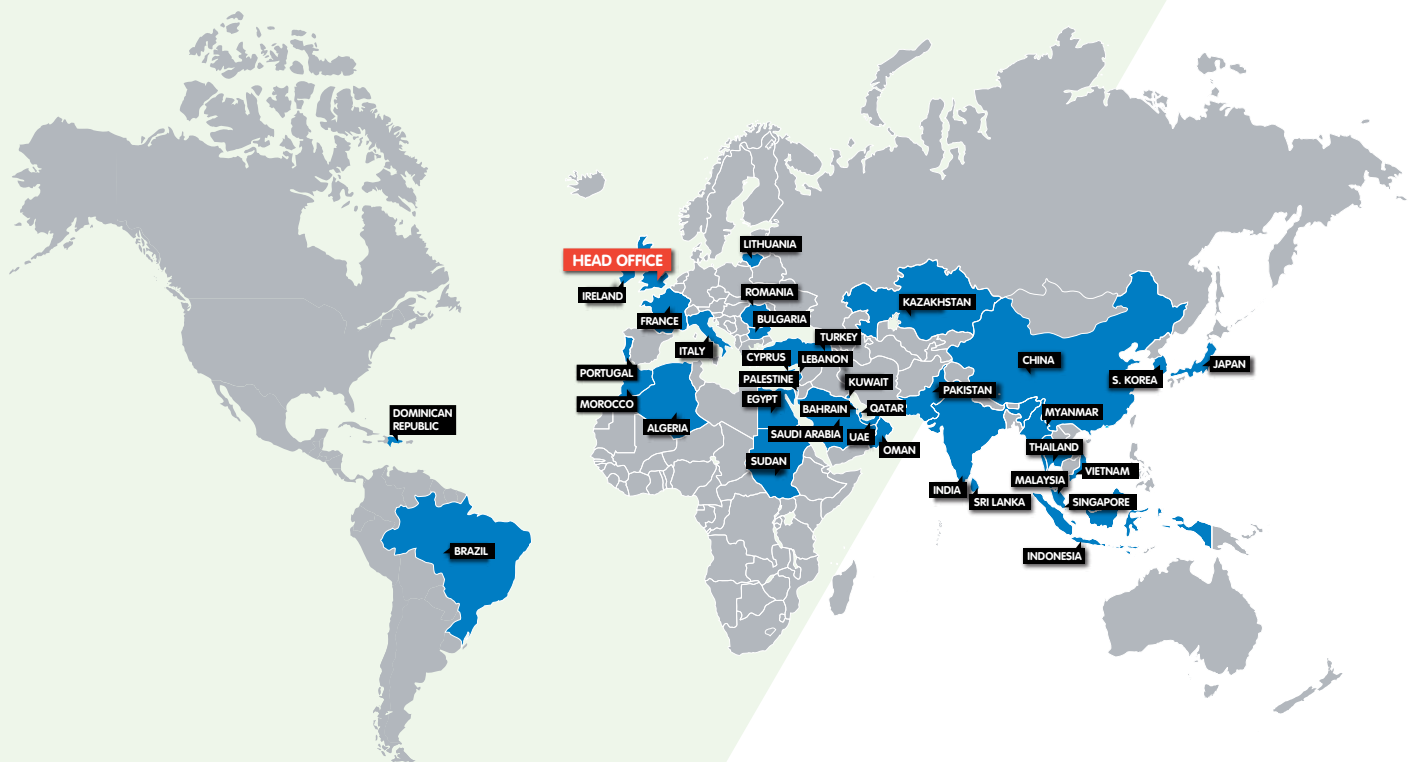 LITHUANIA
HEAD OFFICE
IRELAND
ROMANIA
KAZAKHSTAN
FRANCE
BULGARIA
TURKEY
ITALY
CYPRUS
LEBANON
CHINA
JAPAN
PORTUGAL
PALESTINE
KUWAIT
S. KOREA
PAKISTAN
MOROCCO
EGYPT
BAHRAIN
QATAR
MYANMAR
DOMINICAN
REPUBLIC
ALGERIA
SAUDI ARABIA
UAE
OMAN
THAILAND
SUDAN
VIETNAM
MALAYSIA
INDIA
SRI LANKA
SINGAPORE
BRAZIL
INDONESIA